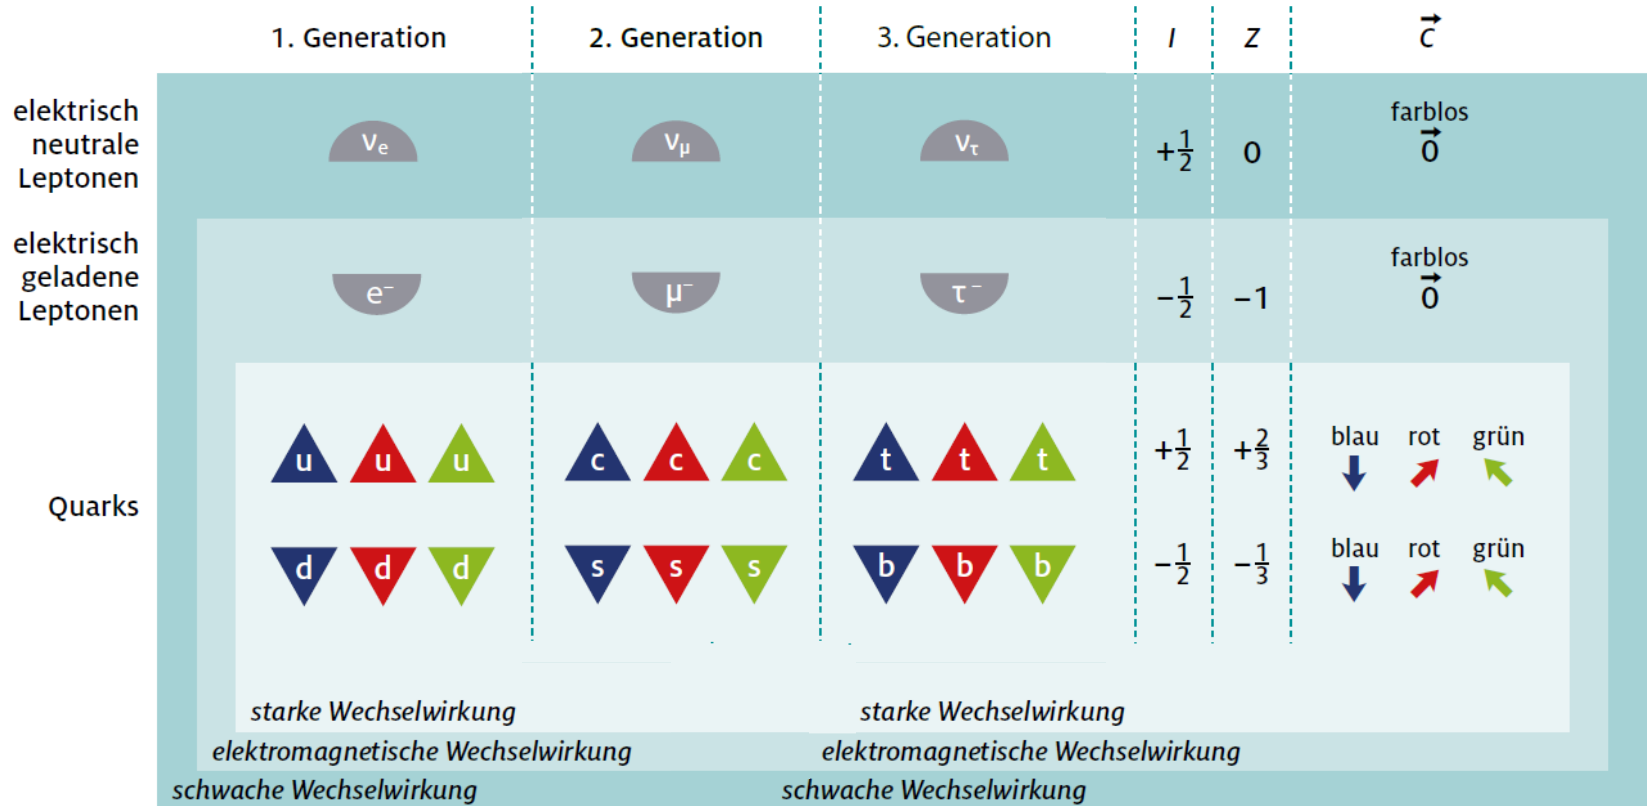 1. Generation 2. Generation 3. Generation I Z C⃗
elektrisch
neutrale
Leptonen
νe νμ ντ +1/2 0 farblos
0⃗
elektrisch
geladene
Leptonen
e⁻ μ⁻ τ⁻ −1/2 −1 farblos
0⃗
Quarks
u u u c c c t t t +1/2 +2/3 blau rot grün
d d d s s s b b b −1/2 −1/3 blau rot grün
starke Wechselwirkung starke Wechselwirkung
elektromagnetische Wechselwirkung elektromagnetische Wechselwirkung
schwache Wechselwirkung schwache Wechselwirkung